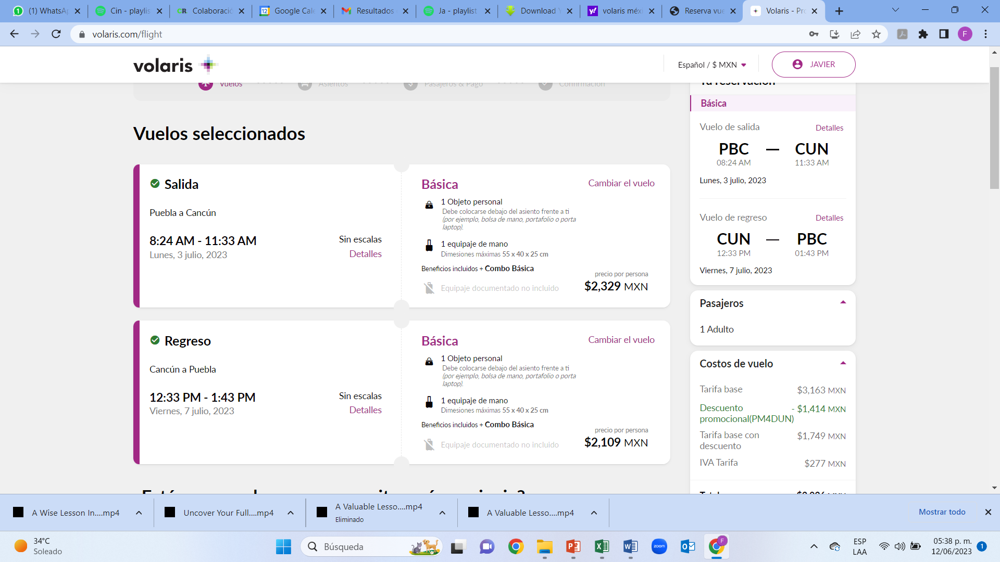 (1) WhatsAp
Cin - playlis
Colaboració
Google Cale
Resultados
Ja - playlist
Download Y
volaris méxi
Reserva vue
Volaris - Pro
volaris.com/flight
F
volaris
Español / $ MXN
JAVIER
Vuelos
Asientos
Pasajeros & Pago
Confirmación
Tu reservación
Básica
Vuelo de salida
Detalles
PBC — CUN
08:24 AM
11:33 AM
Lunes, 3 julio, 2023
Vuelo de regreso
Detalles
CUN — PBC
12:33 PM
01:43 PM
Viernes, 7 julio, 2023
Pasajeros
1 Adulto
Costos de vuelo
Tarifa base
$3,163 MXN
Descuento
promocional(PM4DUN)
- $1,414 MXN
Tarifa base con
descuento
$1,749 MXN
IVA Tarifa
$277 MXN
Vuelos seleccionados
Salida
Puebla a Cancún
8:24 AM - 11:33 AM
Lunes, 3 julio, 2023
Sin escalas
Detalles
Básica
Cambiar el vuelo
1 Objeto personal
Debe colocarse debajo del asiento frente a ti
(por ejemplo, bolsa de mano, portafolio o porta
laptop).
1 equipaje de mano
Dimesiones máximas 55 x 40 x 25 cm
Beneficios incluidos + Combo Básica
Equipaje documentado no incluido
precio por persona
$2,329 MXN
Regreso
Cancún a Puebla
12:33 PM - 1:43 PM
Viernes, 7 julio, 2023
Sin escalas
Detalles
Básica
Cambiar el vuelo
1 Objeto personal
Debe colocarse debajo del asiento frente a ti
(por ejemplo, bolsa de mano, portafolio o porta
laptop).
1 equipaje de mano
Dimesiones máximas 55 x 40 x 25 cm
Beneficios incluidos + Combo Básica
Equipaje documentado no incluido
precio por persona
$2,109 MXN
A Wise Lesson In....mp4
Uncover Your Full....mp4
A Valuable Lesso....mp4
Eliminado
A Valuable Lesso....mp4
Mostrar todo
34°C
Soleado
Búsqueda
zoom
ESP
LAA
05:38 p. m.
12/06/2023
1